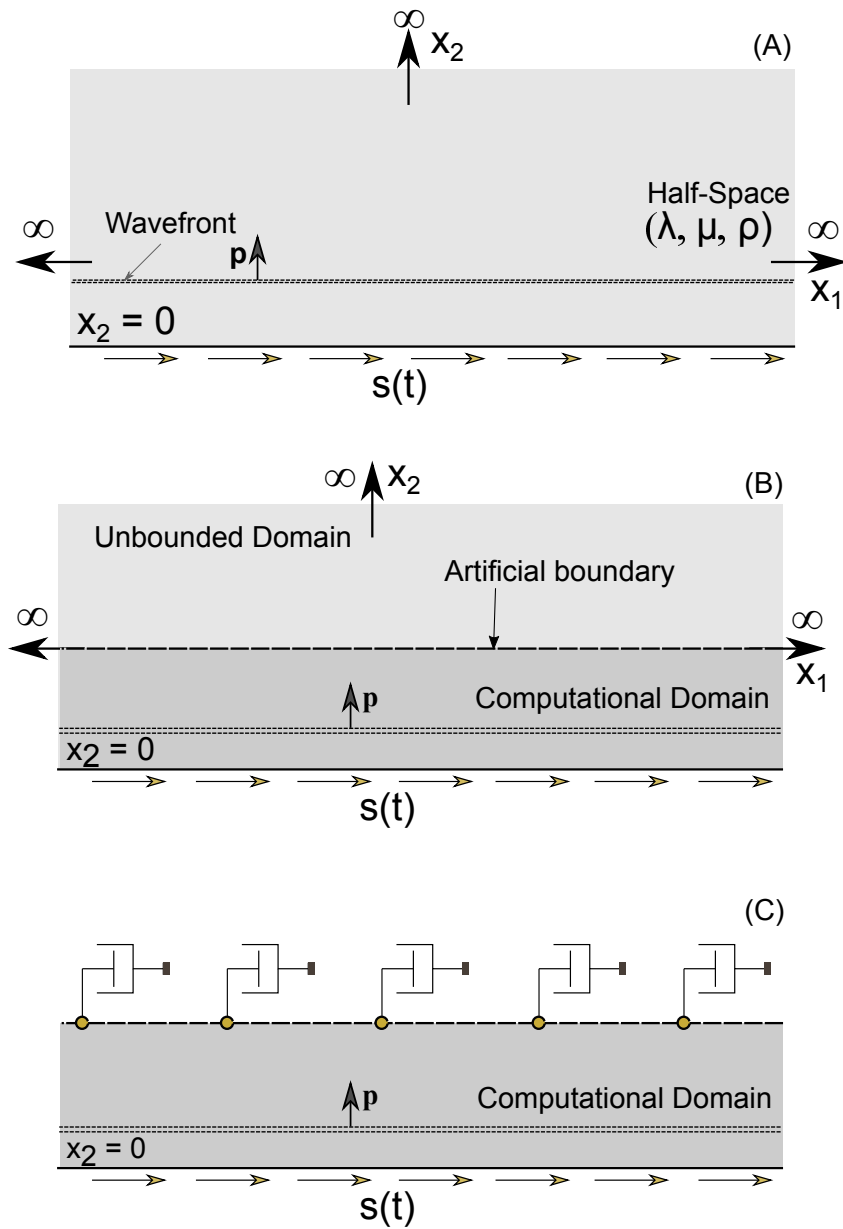 ∞
x₂
(A)
Half-Space
(λ, μ, ρ)
∞
Wavefront
p
∞
x₁
x₂ = 0
s(t)
∞
x₂
(B)
Unbounded Domain
Artificial boundary
∞
∞
x₁
p
Computational Domain
x₂ = 0
s(t)
(C)
p
Computational Domain
x₂ = 0
s(t)